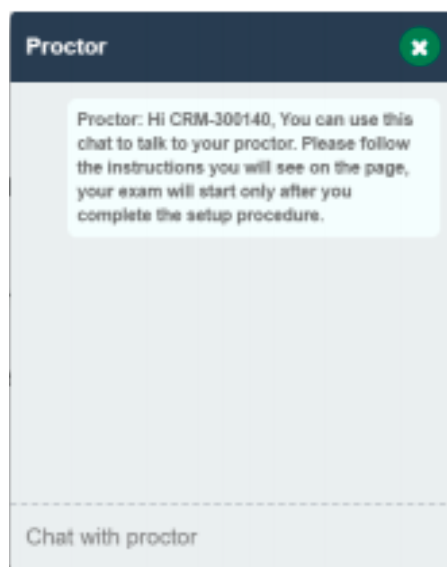 Proctor
Proctor: Hi CRM-300140, You can use this
chat to talk to your proctor. Please follow
the instructions you will see on the page,
your exam will start only after you
complete the setup procedure.
Chat with proctor